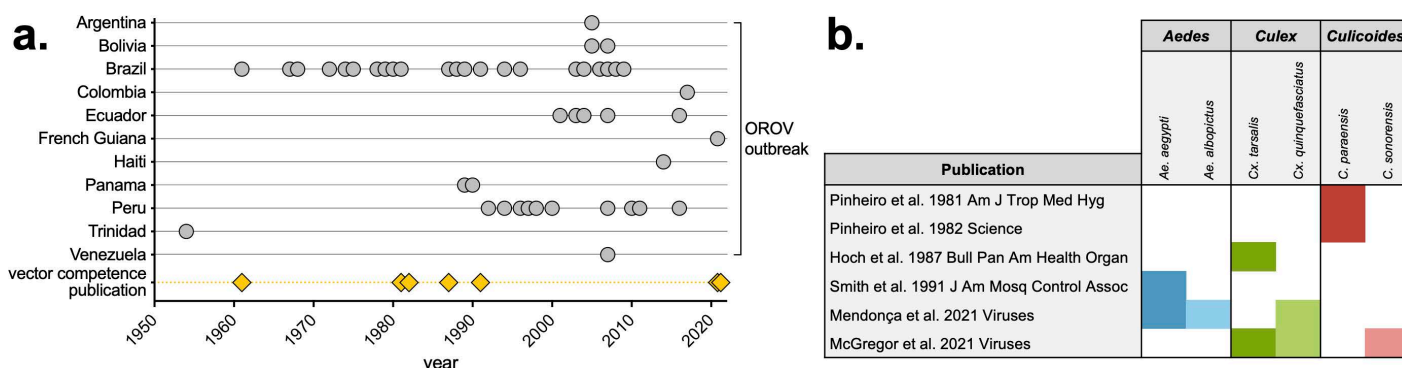 a.
Argentina
Bolivia
Brazil
Colombia
Ecuador
French Guiana
Haiti
Panama
Peru
Trinidad
Venezuela
vector competence
publication
OROV
outbreak
1950
1960
1970
1980
1990
2000
2010
2020
year
b.
Aedes Culex Culicoides
Ae. aegypti
Ae. albopictus
Cx. tarsalis
Cx. quinquefasciatus
C. paraensis
C. sonorensis
Publication
Pinheiro et al. 1981 Am J Trop Med Hyg
Pinheiro et al. 1982 Science
Hoch et al. 1987 Bull Pan Am Health Organ
Smith et al. 1991 J Am Mosq Control Assoc
Mendonça et al. 2021 Viruses
McGregor et al. 2021 Viruses